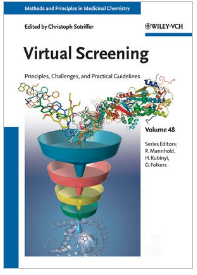 Methods and Principles in Medicinal Chemistry
Edited by Christoph Sotriffer
WILEY-VCH
Virtual Screening
Principles, Challenges, and Practical Guidelines
Volume 48
Series Editors:
R. Mannhold,
H. Kubinyi,
G. Folkers